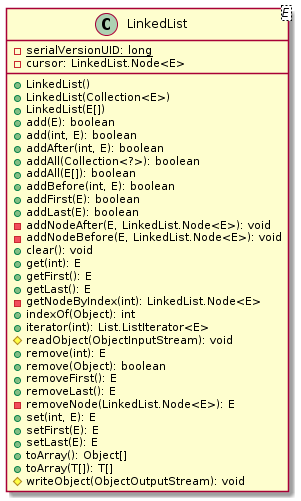 C LinkedList
E
serialVersionUID: long
cursor: LinkedList.Node<E>
LinkedList()
LinkedList(Collection<E>)
LinkedList(E[])
add(E): boolean
add(int, E): boolean
addAfter(int, E): boolean
addAll(Collection<?>): boolean
addAll(E[]): boolean
addBefore(int, E): boolean
addFirst(E): boolean
addLast(E): boolean
addNodeAfter(E, LinkedList.Node<E>): void
addNodeBefore(E, LinkedList.Node<E>): void
clear(): void
get(int): E
getFirst(): E
getLast(): E
getNodeByIndex(int): LinkedList.Node<E>
indexOf(Object): int
iterator(int): List.ListIterator<E>
readObject(ObjectInputStream): void
remove(int): E
remove(Object): boolean
removeFirst(): E
removeLast(): E
removeNode(LinkedList.Node<E>): E
set(int, E): E
setFirst(E): E
setLast(E): E
toArray(): Object[]
toArray(T[]): T[]
writeObject(ObjectOutputStream): void